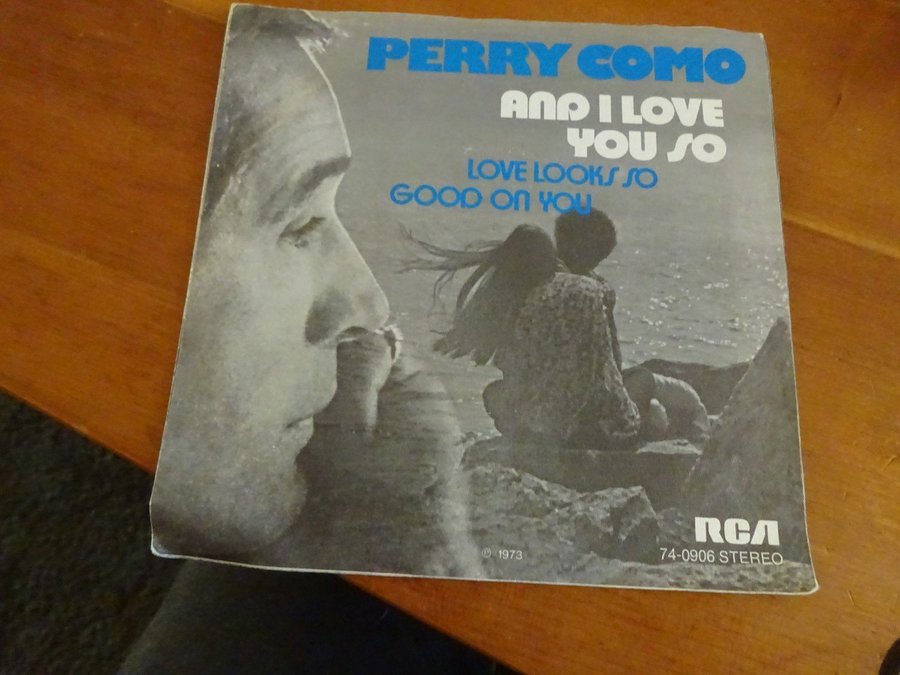 PERRY COMO
AND I LOVE
YOU SO
LOVE LOOKS SO
GOOD ON YOU
RCA
℗ 1973
74-0906 STEREO